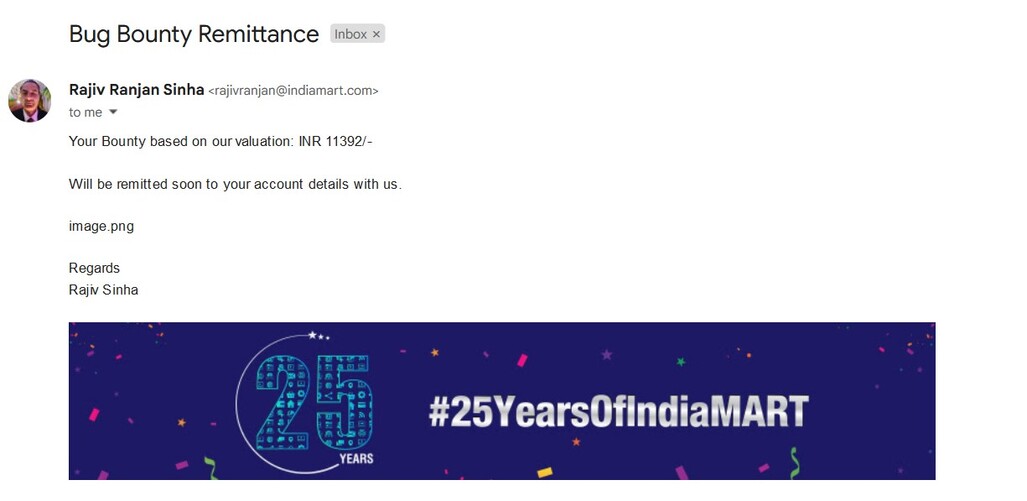 Bug Bounty Remittance Inbox ×
Rajiv Ranjan Sinha <rajivranjan@indiamart.com>
to me
Your Bounty based on our valuation: INR 11392/-
Will be remitted soon to your account details with us.
image.png
Regards
Rajiv Sinha
25
YEARS
#25YearsOfIndiaMART